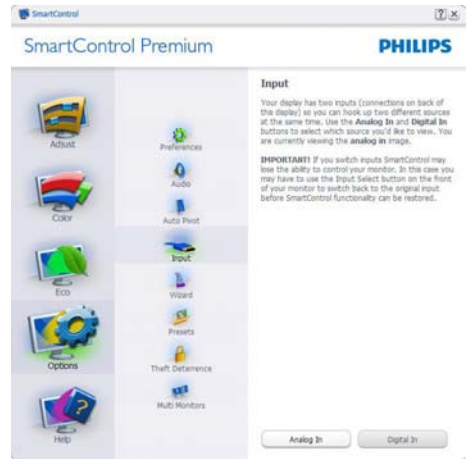 SmartControl
SmartControl Premium
PHILIPS
Adjust
Color
Eco
Options
Help
Preferences
Audio
Auto Pivot
Input
Wizard
Presets
Theft Deterrence
Multi Monitors
Input
Your display has two inputs (connections on back of
the display) so you can hook up two different sources
at the same time. Use the Analog In and Digital In
buttons to select which source you'd like to view. You
are currently viewing the analog in image.
IMPORTANT! If you switch inputs SmartControl may
lose the ability to control your monitor. In this case you
may have to use the Input Select button on the front
of your monitor to switch back to the original input
before SmartControl functionality can be restored.
Analog In
Digital In